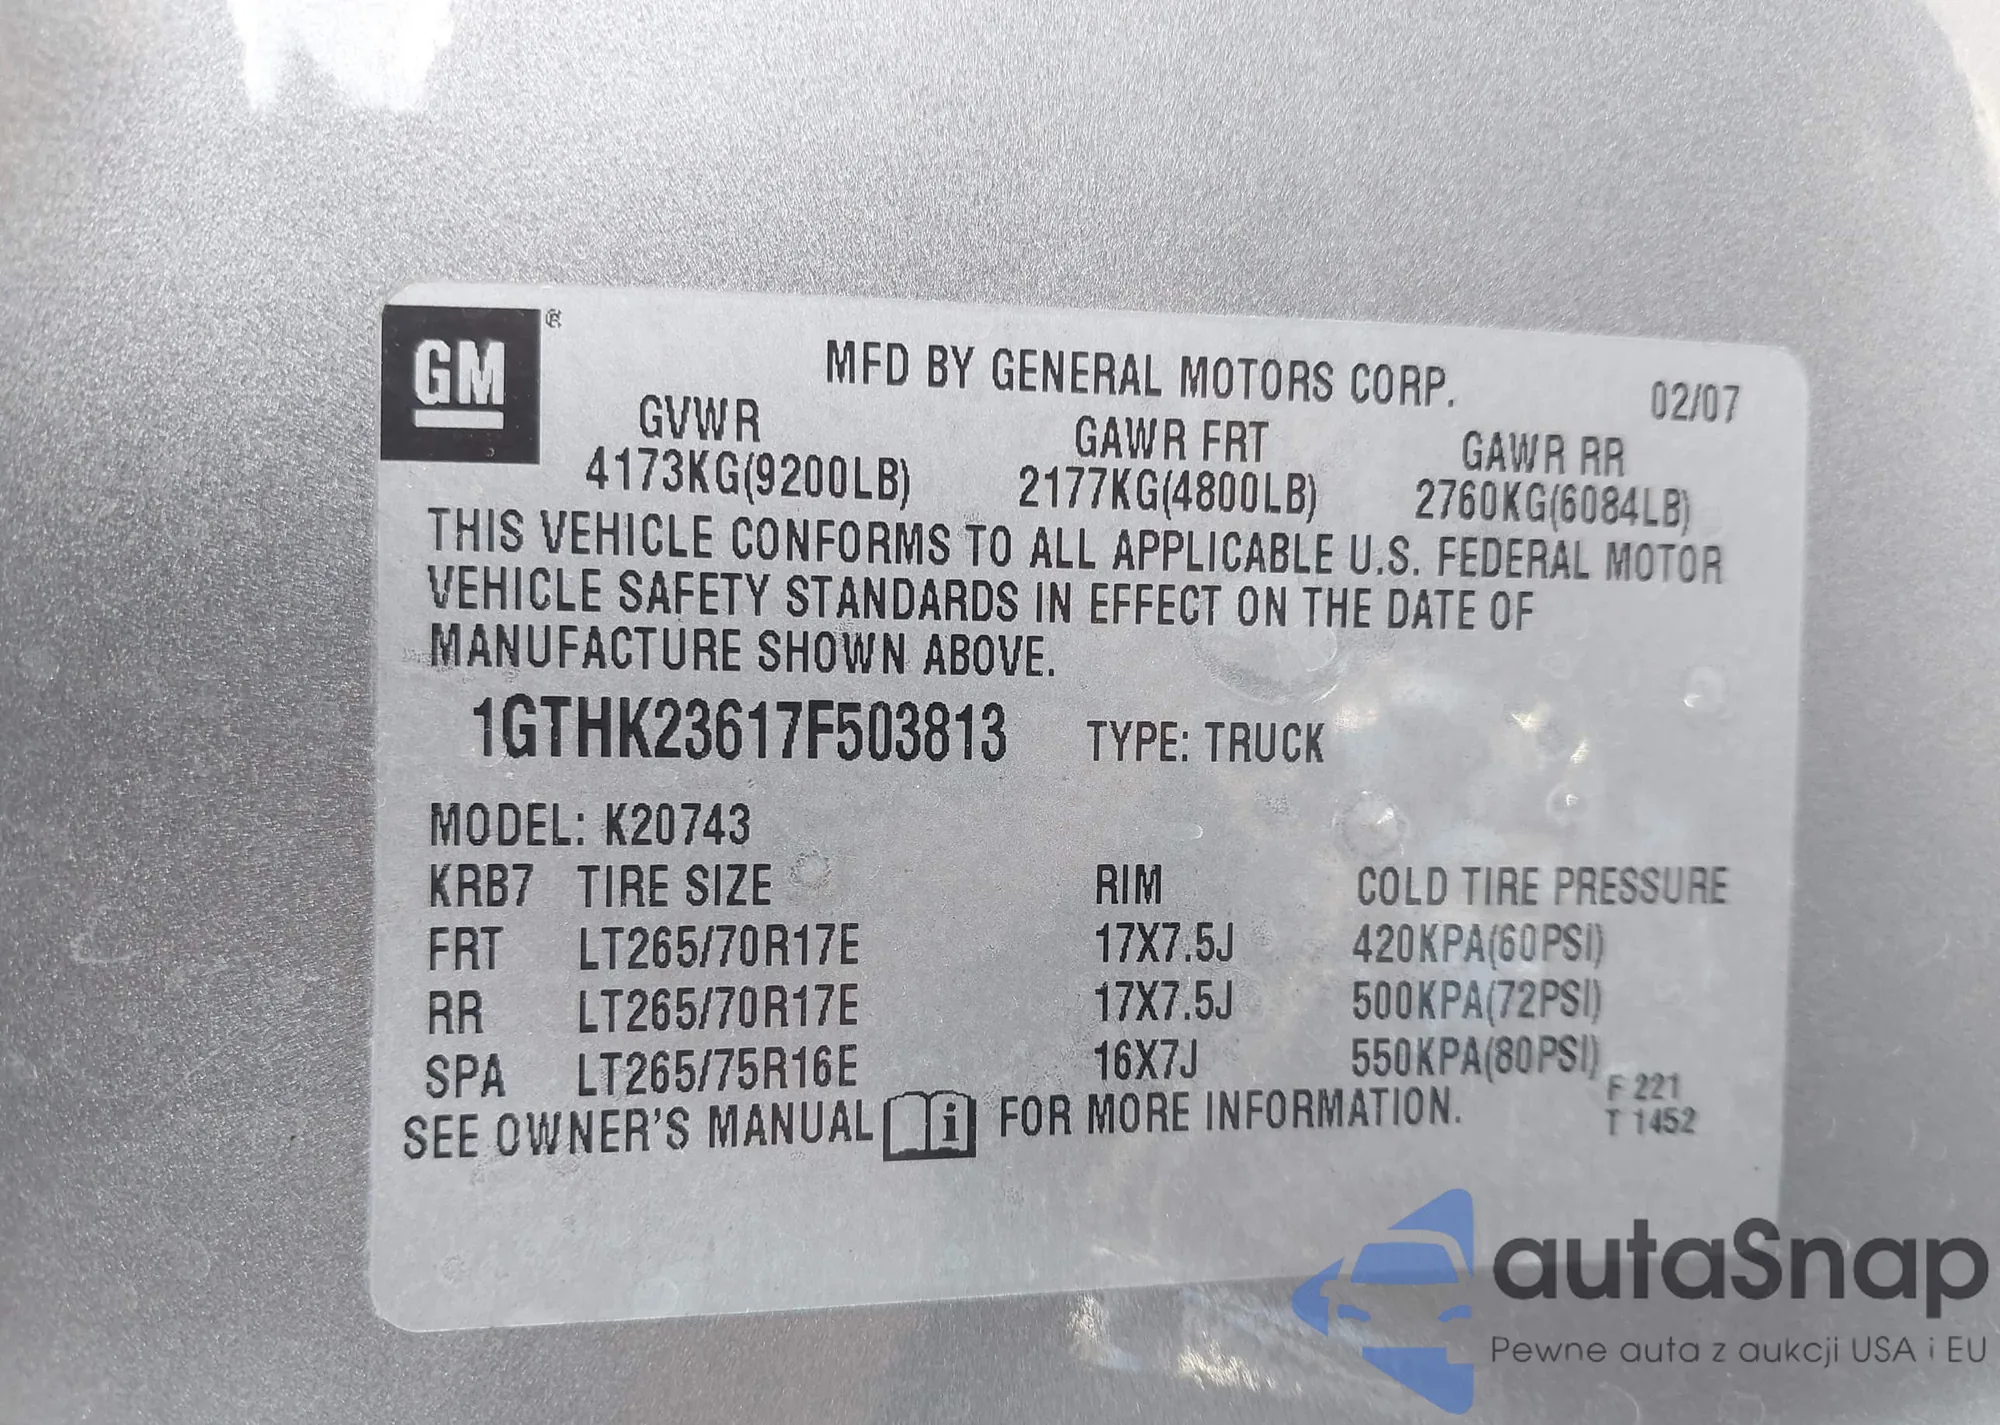 GM ®
MFD BY GENERAL MOTORS CORP. 02/07
GVWR GAWR FRT GAWR RR
4173KG(9200LB) 2177KG(4800LB) 2760KG(6084LB)
THIS VEHICLE CONFORMS TO ALL APPLICABLE U.S. FEDERAL MOTOR
VEHICLE SAFETY STANDARDS IN EFFECT ON THE DATE OF
MANUFACTURE SHOWN ABOVE.
1GTHK23617F503813 TYPE: TRUCK
MODEL: K20743
KRB7 TIRE SIZE RIM COLD TIRE PRESSURE
FRT LT265/70R17E 17X7.5J 420KPA(60PSI)
RR LT265/70R17E 17X7.5J 500KPA(72PSI)
SPA LT265/75R16E 16X7J 550KPA(80PSI)
F 221
SEE OWNER'S MANUAL i FOR MORE INFORMATION. T 1452
autaSnap
Pewne auta z aukcji USA i EU